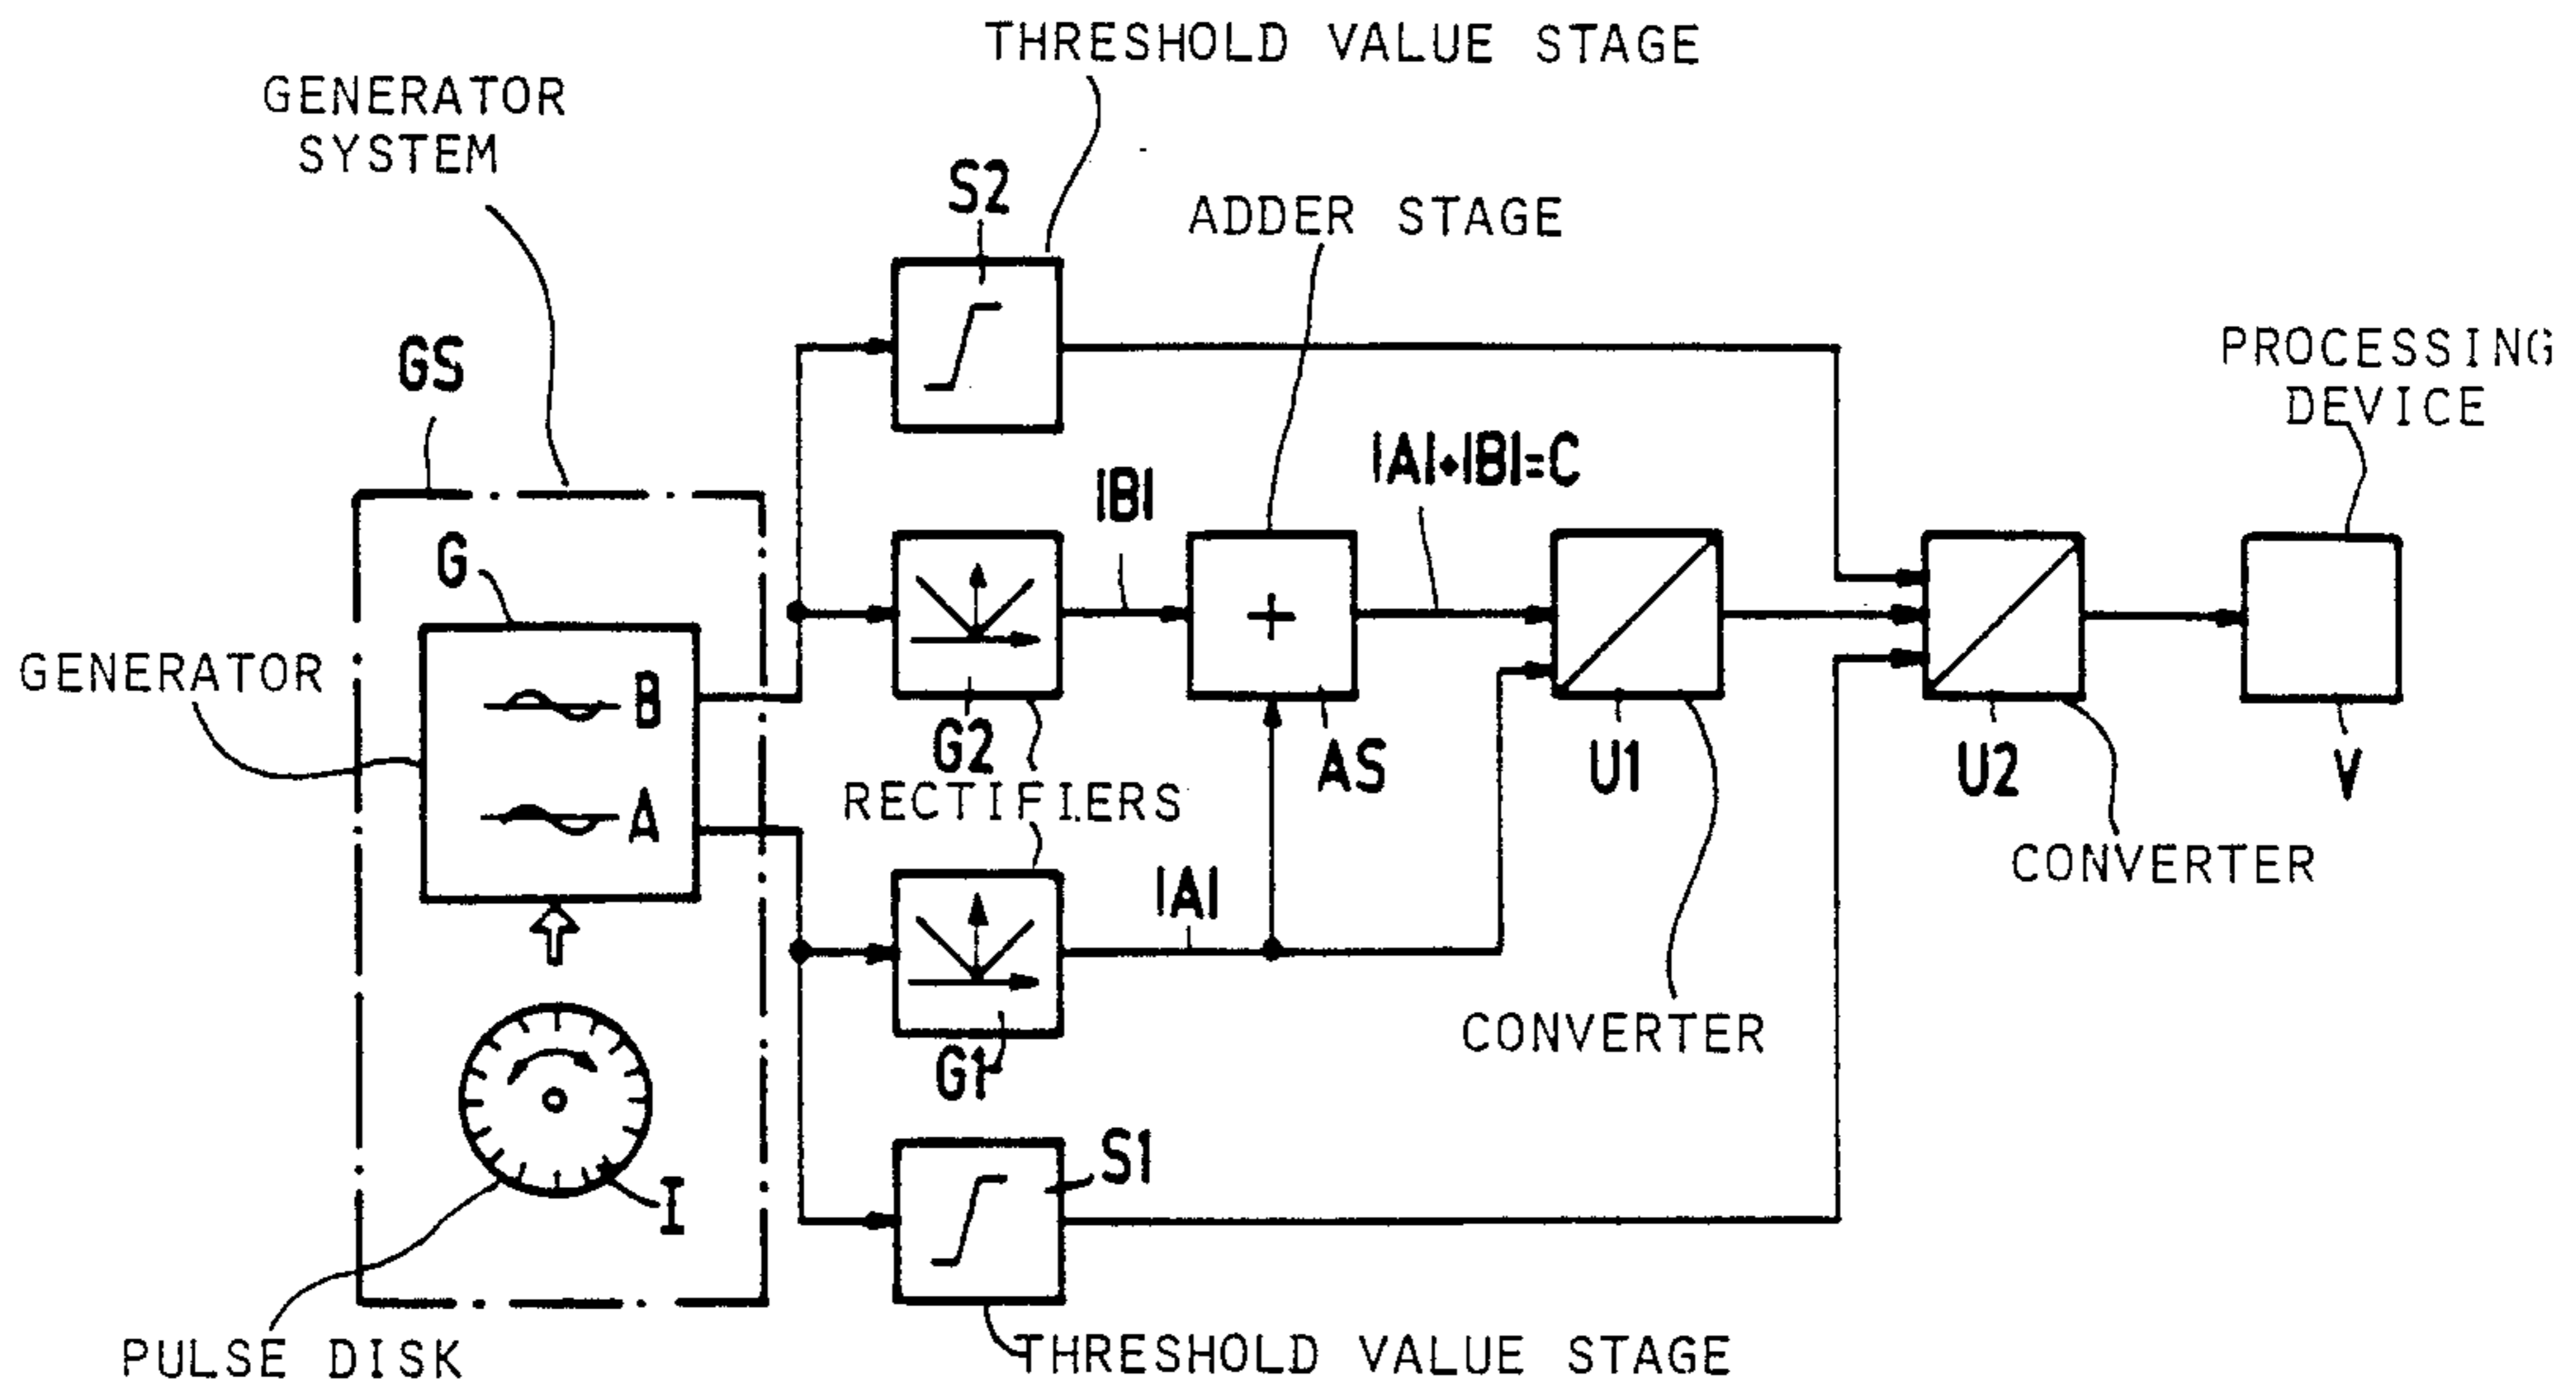 THRESHOLD VALUE STAGE
GENERATOR
SYSTEM
S2
ADDER STAGE
GS
PROCESSING
DEVICE
|A|+|B|=C
|B|
G
GENERATOR
B
A
+
G2
AS
U1
U2
V
RECTIFIERS
CONVERTER
|A|
CONVERTER
G1
S1
I
PULSE DISK
THRESHOLD VALUE STAGE